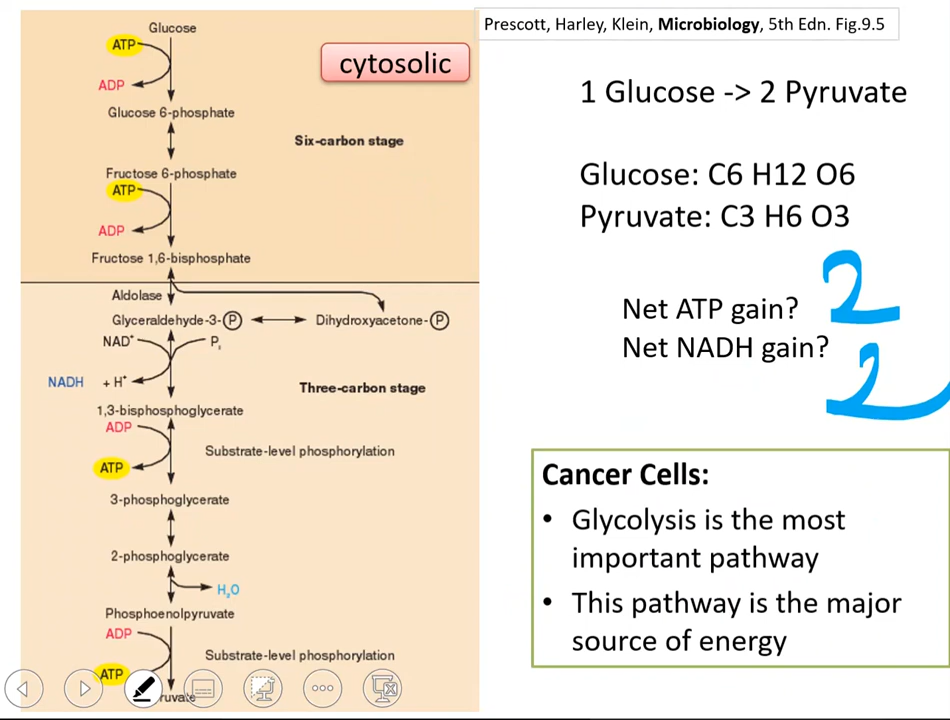 Prescott, Harley, Klein, Microbiology, 5th Edn. Fig.9.5
cytosolic
Glucose
ATP
ADP
Glucose 6-phosphate
Six-carbon stage
Fructose 6-phosphate
ATP
ADP
Fructose 1,6-bisphosphate
Aldolase
Glyceraldehyde-3-P
Dihydroxyacetone-P
NAD+
Pi
NADH + H+
Three-carbon stage
1,3-bisphosphoglycerate
ADP
Substrate-level phosphorylation
ATP
3-phosphoglycerate
2-phosphoglycerate
H2O
Phosphoenolpyruvate
ADP
Substrate-level phosphorylation
ATP
1 Glucose -> 2 Pyruvate
Glucose: C6 H12 O6
Pyruvate: C3 H6 O3
Net ATP gain? 2
Net NADH gain? 2
Cancer Cells:
• Glycolysis is the most
important pathway
• This pathway is the major
source of energy